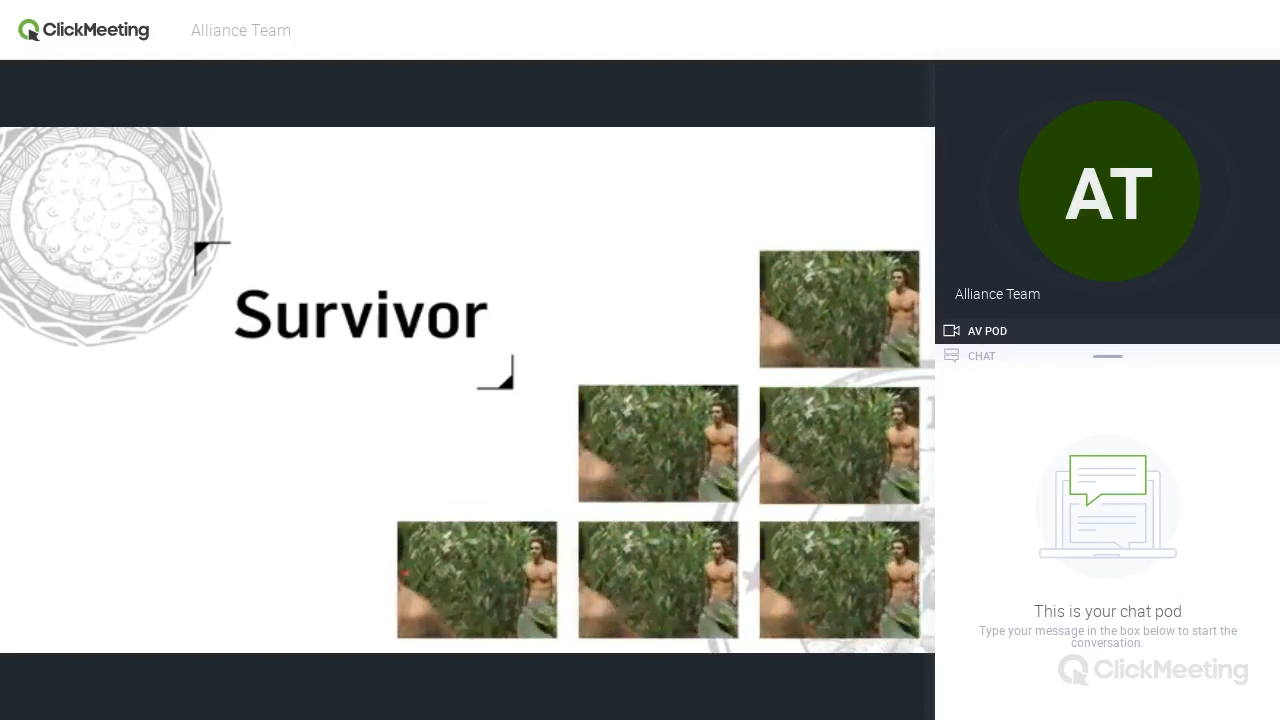 ClickMeeting
Alliance Team
Survivor
AT
Alliance Team
AV POD
CHAT
This is your chat pod
Type your message in the box below to start the
conversation.
ClickMeeting